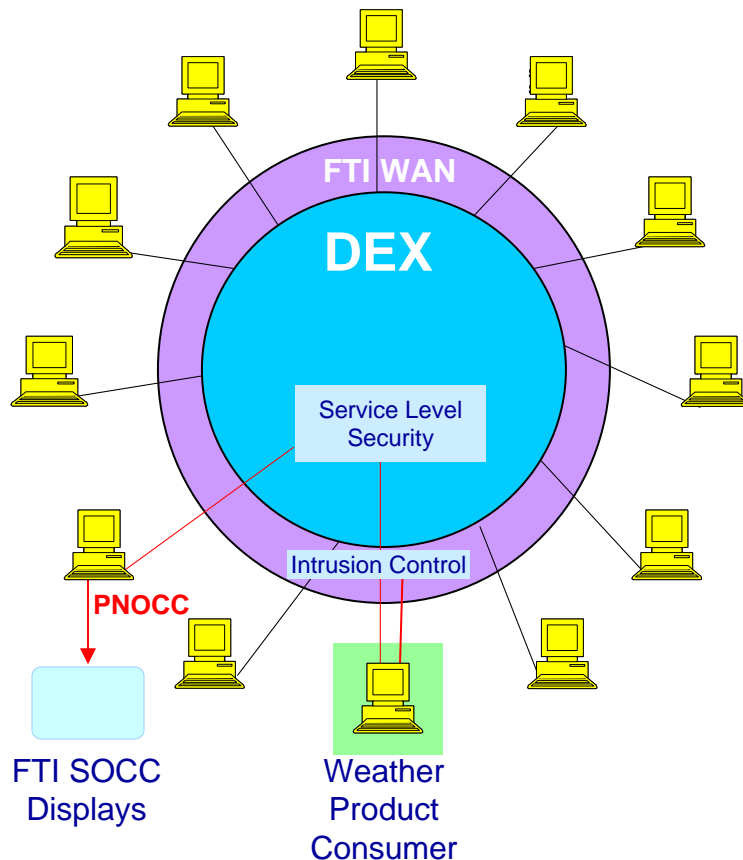 FTI WAN
DEX
Service Level
Security
Intrusion Control
PNOCC
FTI SOCC
Displays
Weather
Product
Consumer